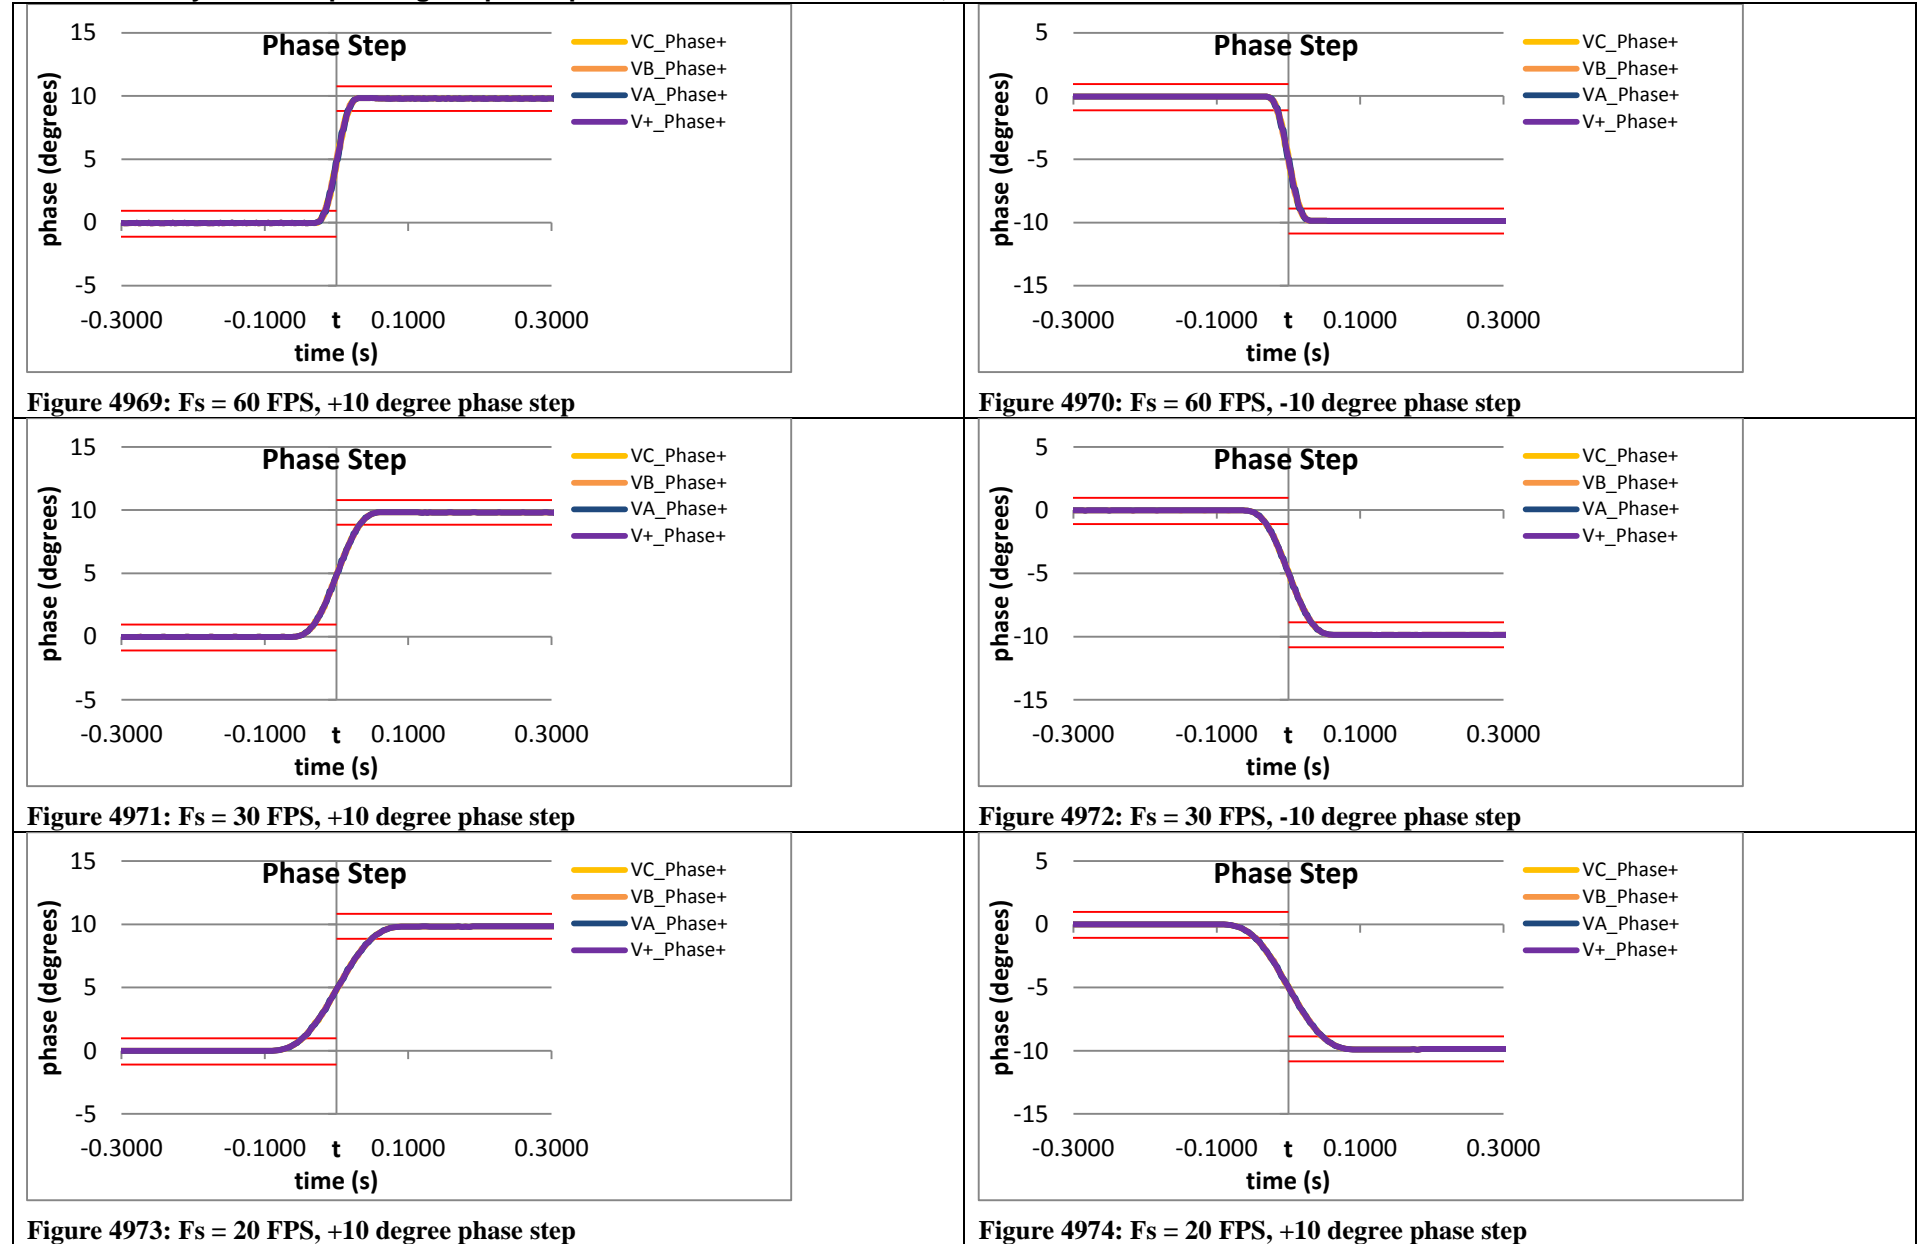 Phase Step
15
10
5
0
-5
phase (degrees)
-0.3000 -0.1000 t 0.1000 0.3000
time (s)
VC_Phase+
VB_Phase+
VA_Phase+
V+_Phase+
Figure 4969: Fs = 60 FPS, +10 degree phase step
Phase Step
5
0
-5
-10
-15
phase (degrees)
-0.3000 -0.1000 t 0.1000 0.3000
time (s)
VC_Phase+
VB_Phase+
VA_Phase+
V+_Phase+
Figure 4970: Fs = 60 FPS, -10 degree phase step
Phase Step
15
10
5
0
-5
phase (degrees)
-0.3000 -0.1000 t 0.1000 0.3000
time (s)
VC_Phase+
VB_Phase+
VA_Phase+
V+_Phase+
Figure 4971: Fs = 30 FPS, +10 degree phase step
Phase Step
5
0
-5
-10
-15
phase (degrees)
-0.3000 -0.1000 t 0.1000 0.3000
time (s)
VC_Phase+
VB_Phase+
VA_Phase+
V+_Phase+
Figure 4972: Fs = 30 FPS, -10 degree phase step
Phase Step
15
10
5
0
-5
phase (degrees)
-0.3000 -0.1000 t 0.1000 0.3000
time (s)
VC_Phase+
VB_Phase+
VA_Phase+
V+_Phase+
Figure 4973: Fs = 20 FPS, +10 degree phase step
Phase Step
5
0
-5
-10
-15
phase (degrees)
-0.3000 -0.1000 t 0.1000 0.3000
time (s)
VC_Phase+
VB_Phase+
VA_Phase+
V+_Phase+
Figure 4974: Fs = 20 FPS, +10 degree phase step